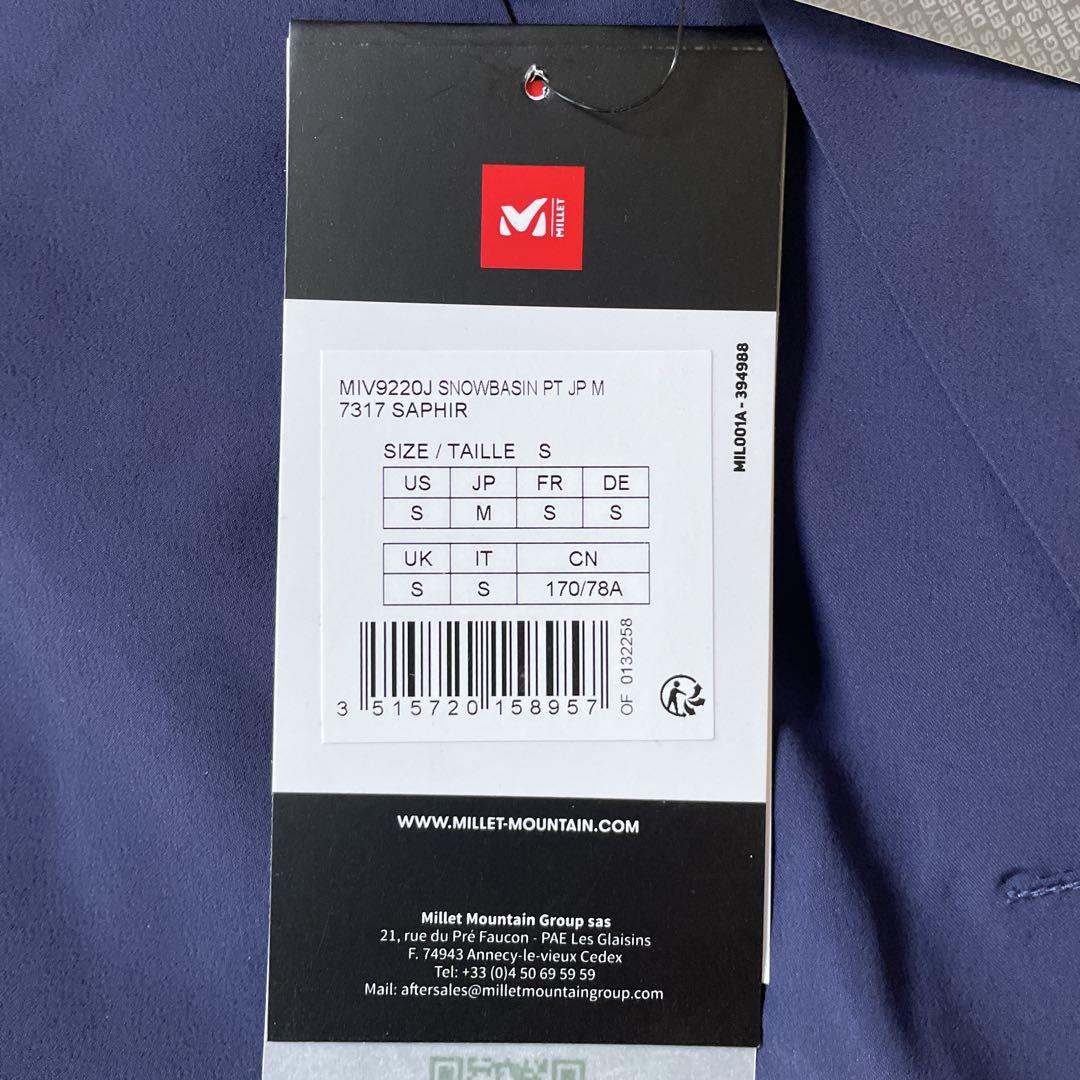 MILLET
MIL001A - 394988
MIV9220J SNOWBASIN PT JP M
7317 SAPHIR
SIZE / TAILLE S
US JP FR DE
S M S S
UK IT CN
S S 170/78A
3 515720 158957
OF 0132258
WWW.MILLET-MOUNTAIN.COM
Millet Mountain Group sas
21, rue du Pré Faucon - PAE Les Glaisins
F. 74943 Annecy-le-vieux Cedex
Tel: +33 (0)4 50 69 59 59
Mail: aftersales@milletmountaingroup.com